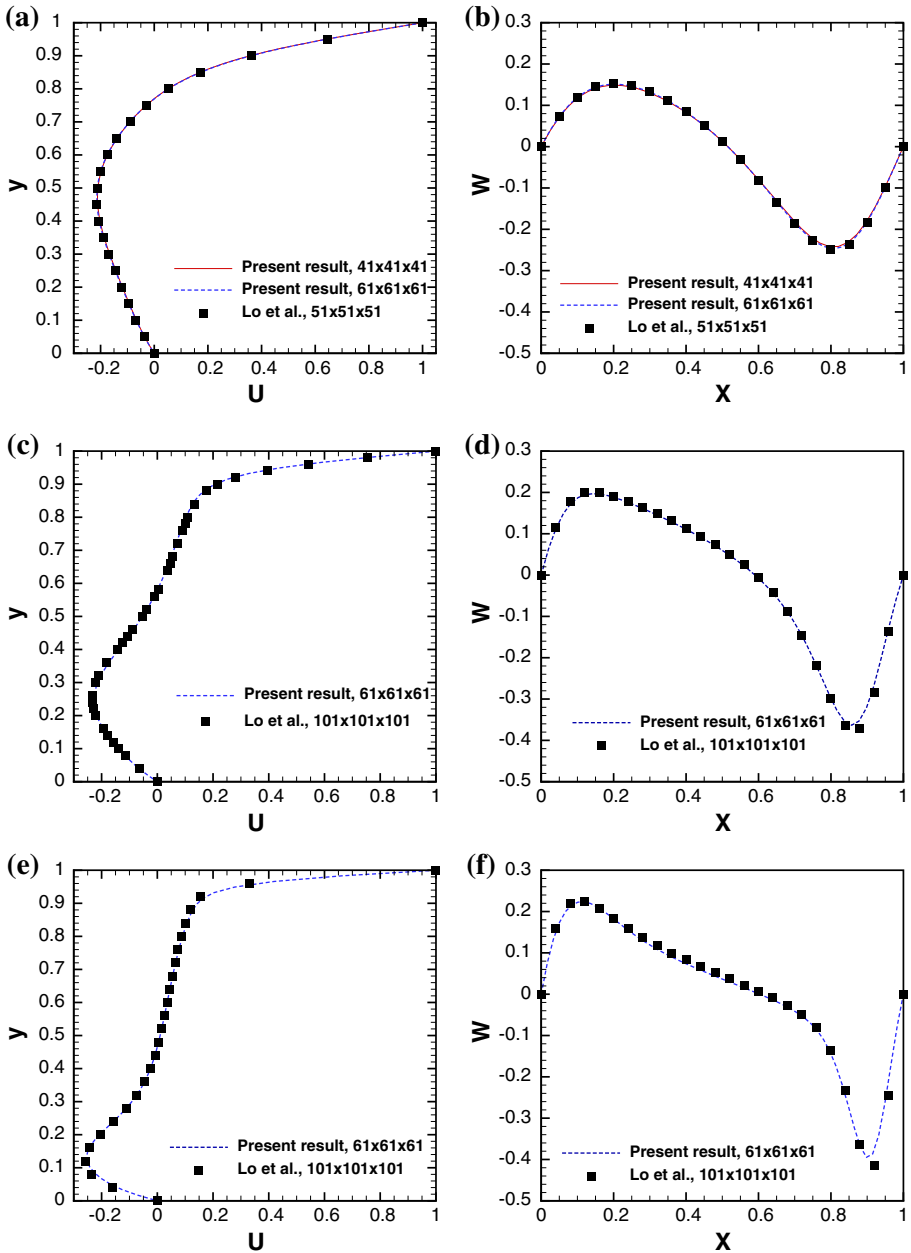 (a)
1
0.9
0.8
0.7
0.6
0.5
0.4
0.3
0.2
0.1
0
y
-0.2 0 0.2 0.4 0.6 0.8 1
U
Present result, 41x41x41
Present result, 61x61x61
Lo et al., 51x51x51
(b)
0.3
0.2
0.1
0
-0.1
-0.2
-0.3
-0.4
-0.5
W
0 0.2 0.4 0.6 0.8 1
X
Present result, 41x41x41
Present result, 61x61x61
Lo et al., 51x51x51
(c)
1
0.9
0.8
0.7
0.6
0.5
0.4
0.3
0.2
0.1
0
y
-0.2 0 0.2 0.4 0.6 0.8 1
U
Present result, 61x61x61
Lo et al., 101x101x101
(d)
0.3
0.2
0.1
0
-0.1
-0.2
-0.3
-0.4
-0.5
W
0 0.2 0.4 0.6 0.8 1
X
Present result, 61x61x61
Lo et al., 101x101x101
(e)
1
0.9
0.8
0.7
0.6
0.5
0.4
0.3
0.2
0.1
0
y
-0.2 0 0.2 0.4 0.6 0.8 1
U
Present result, 61x61x61
Lo et al., 101x101x101
(f)
0.3
0.2
0.1
0
-0.1
-0.2
-0.3
-0.4
-0.5
W
0 0.2 0.4 0.6 0.8 1
X
Present result, 61x61x61
Lo et al., 101x101x101